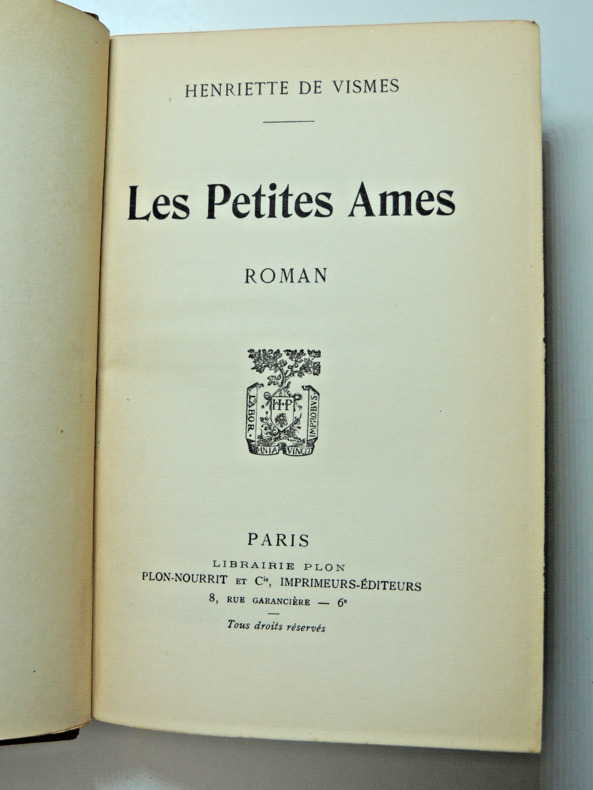 HENRIETTE DE VISMES
Les Petites Ames
ROMAN
LABOR
H P
IMPROBVS
OMNIA VINCIT
PARIS
LIBRAIRIE PLON
PLON-NOURRIT ET Cie, IMPRIMEURS-ÉDITEURS
8, RUE GARANCIÈRE — 6e
Tous droits réservés